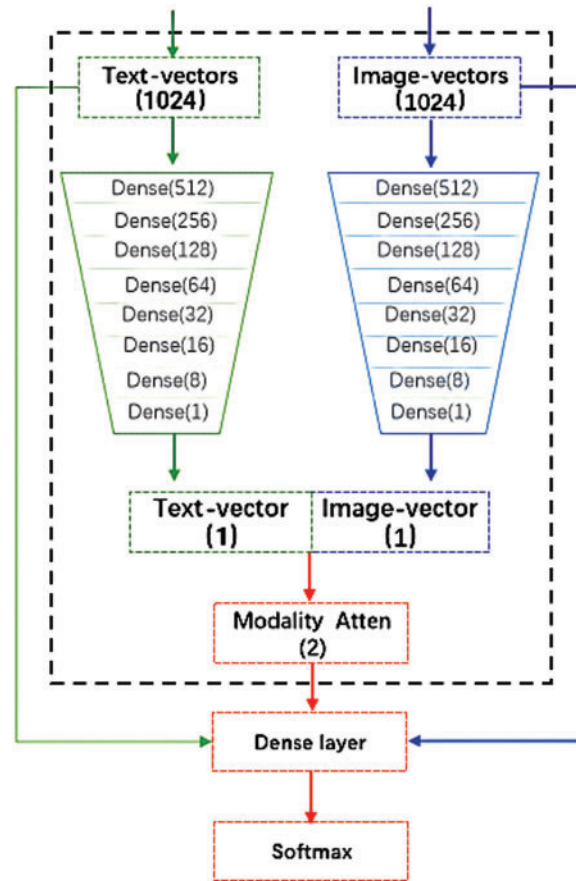 Text-vectors
(1024)
Image-vectors
(1024)
Dense(512)
Dense(256)
Dense(128)
Dense(64)
Dense(32)
Dense(16)
Dense(8)
Dense(1)
Dense(512)
Dense(256)
Dense(128)
Dense(64)
Dense(32)
Dense(16)
Dense(8)
Dense(1)
Text-vector
(1)
Image-vector
(1)
Modality Atten
(2)
Dense layer
Softmax